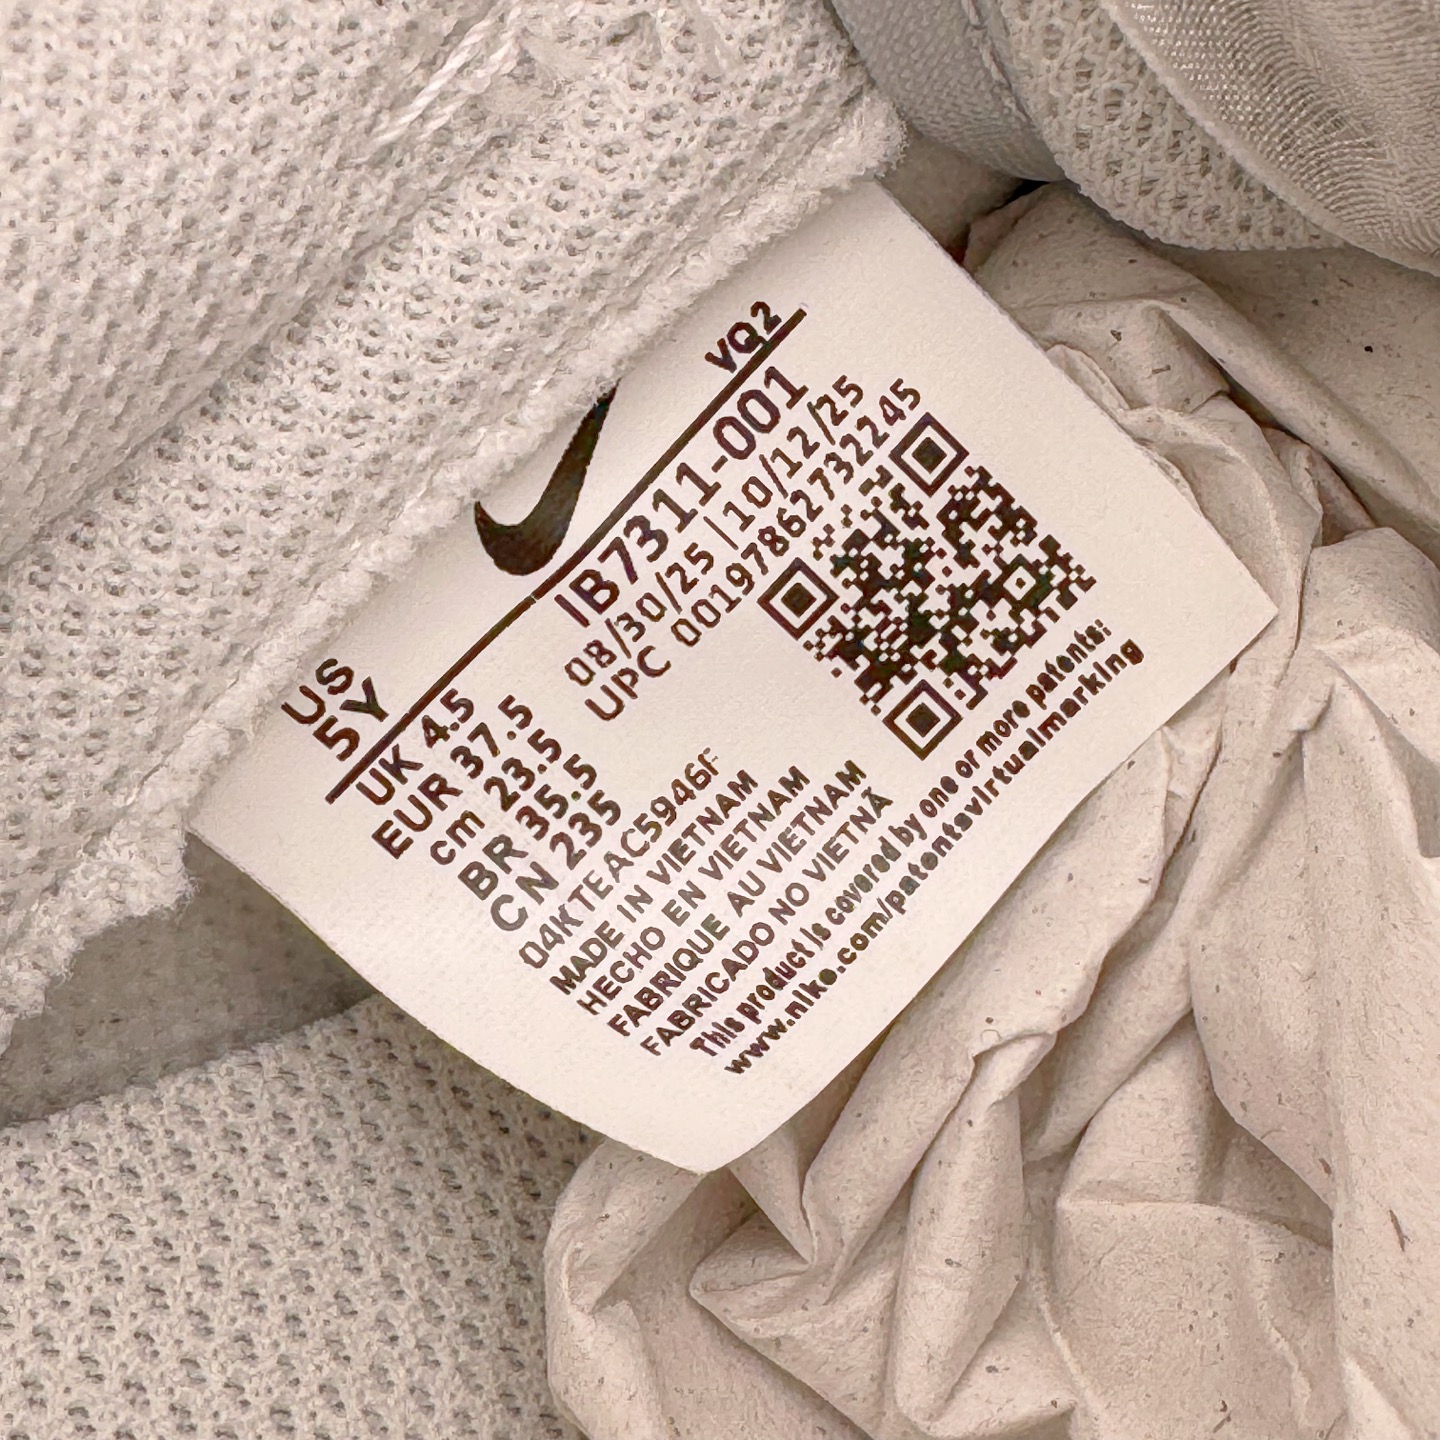 VQ2
US
5Y
UK 4.5
EUR 37.5
cm 23.5
BR 35.5
CN 235
IB7311-001
08/30/25 | 10/12/25
UPC 00197862732245
04KTEAC5946F
MADE IN VIETNAM
HECHO EN VIETNAM
FABRIQUE AU VIETNAM
FABRICADO NO VIETNÃ
This product is covered by one or more patents:
www.nike.com/patentsvirtualmarking